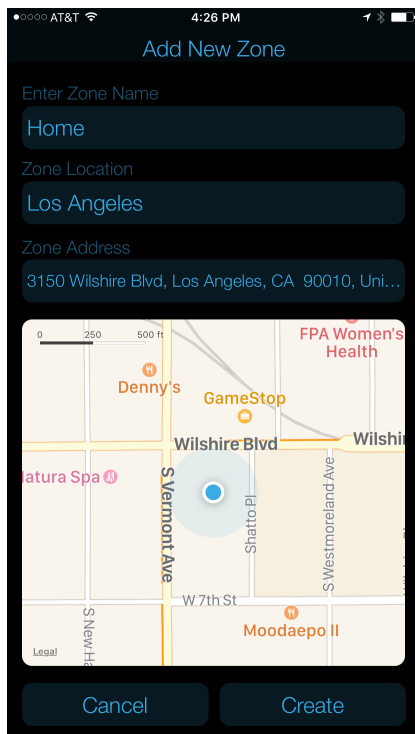 AT&T
4:26 PM
Add New Zone
Enter Zone Name
Home
Zone Location
Los Angeles
Zone Address
3150 Wilshire Blvd, Los Angeles, CA 90010, Uni...
0 250 500 ft
FPA Women's
Health
Denny's
GameStop
Wilshire Blvd
Wilshi
latura Spa
S Vermont Ave
Shatto Pl
S Westmoreland Ave
W 7th St
S New Ha
Moodaepo II
Legal
Cancel
Create